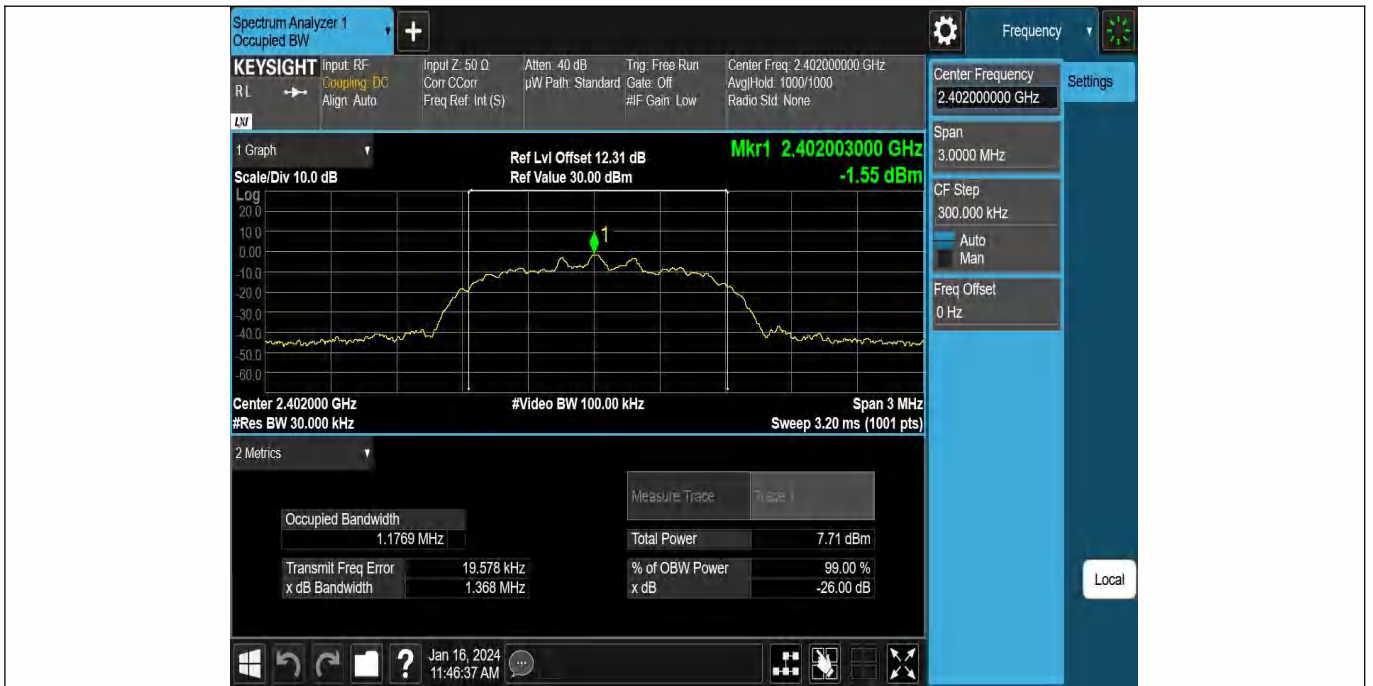 Spectrum Analyzer 1
Occupied BW
+
Frequency
KEYSIGHT
R L
LXI
Input: RF
Coupling: DC
Align: Auto
Input Z: 50 Ω
Corr CCorr
Freq Ref: Int (S)
Atten: 40 dB
µW Path: Standard
Trig: Free Run
Gate: Off
#IF Gain: Low
Center Freq: 2.402000000 GHz
Avg|Hold: 1000/1000
Radio Std: None
Center Frequency
2.402000000 GHz
Settings
Span
3.0000 MHz
CF Step
300.000 kHz
Auto
Man
Freq Offset
0 Hz
Local
1 Graph
Scale/Div 10.0 dB
Ref Lvl Offset 12.31 dB
Ref Value 30.00 dBm
Mkr1 2.402003000 GHz
-1.55 dBm
Log
20.0
10.0
0.00
-10.0
-20.0
-30.0
-40.0
-50.0
-60.0
1
Center 2.402000 GHz
#Video BW 100.00 kHz
Span 3 MHz
#Res BW 30.000 kHz
Sweep 3.20 ms (1001 pts)
2 Metrics
Measure Trace
Trace 1
Occupied Bandwidth
1.1769 MHz
Total Power
7.71 dBm
Transmit Freq Error
19.578 kHz
% of OBW Power
99.00 %
x dB Bandwidth
1.368 MHz
x dB
-26.00 dB
?
Jan 16, 2024
11:46:37 AM